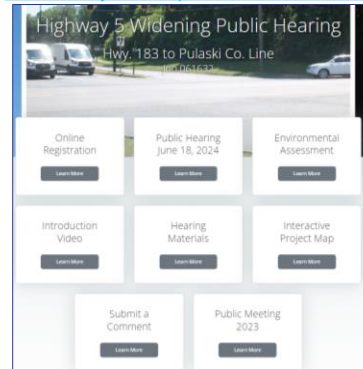 Highway 5 Widening Public Hearing
Hwy. 183 to Pulaski Co. Line
Job 061632
Online
Registration
Learn More
Public Hearing
June 18, 2024
Learn More
Environmental
Assessment
Learn More
Introduction
Video
Learn More
Hearing
Materials
Learn More
Interactive
Project Map
Learn More
Submit a
Comment
Learn More
Public Meeting
2023
Learn More